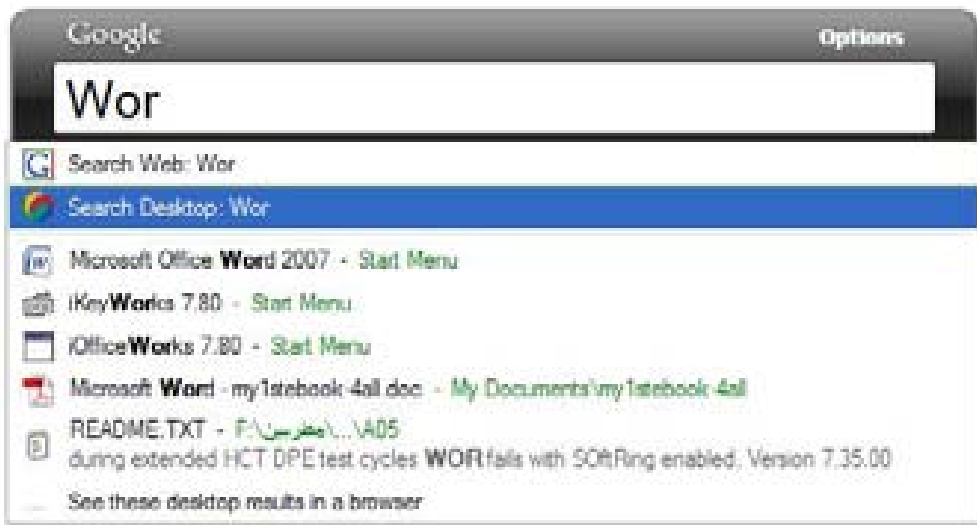 Google
Options
Wor
Search Web: Wor
Search Desktop: Wor
Microsoft Office Word 2007 - Start Menu
iKeyWorks 7.80 - Start Menu
iOfficeWorks 7.80 - Start Menu
Microsoft Word - my1stebook 4all.doc - My Documents\my1stebook 4all
README.TXT - F:\...\A05
during extended HCT DPE test cycles WOR fails with SOftRing enabled. Version 7.35.00
See these desktop results in a browser